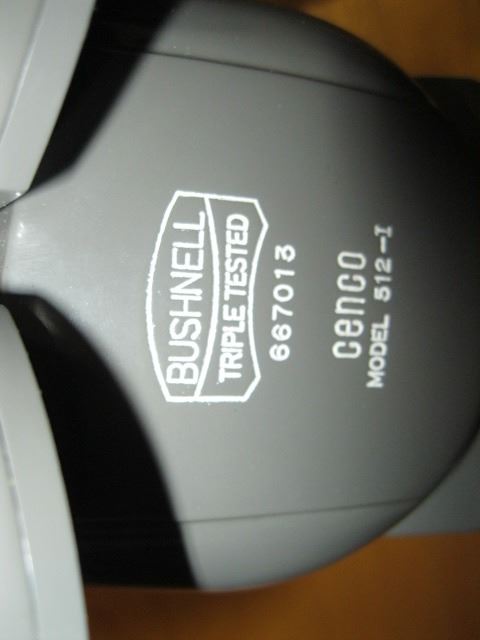 BUSHNELL
TRIPLE TESTED
667013
cenco
MODEL 512-I